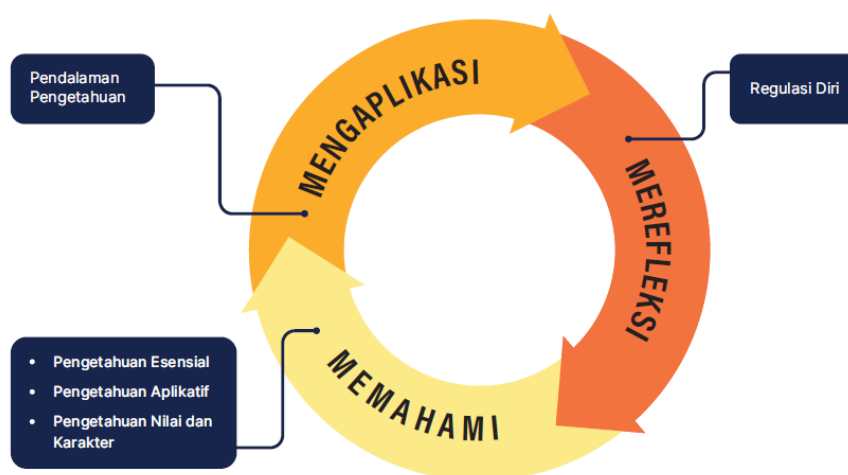 Pendalaman
Pengetahuan
MENGAPLIKASI
Regulasi Diri
MEREFLEKSI
• Pengetahuan Esensial
• Pengetahuan Aplikatif
• Pengetahuan Nilai dan
Karakter
MEMAHAMI